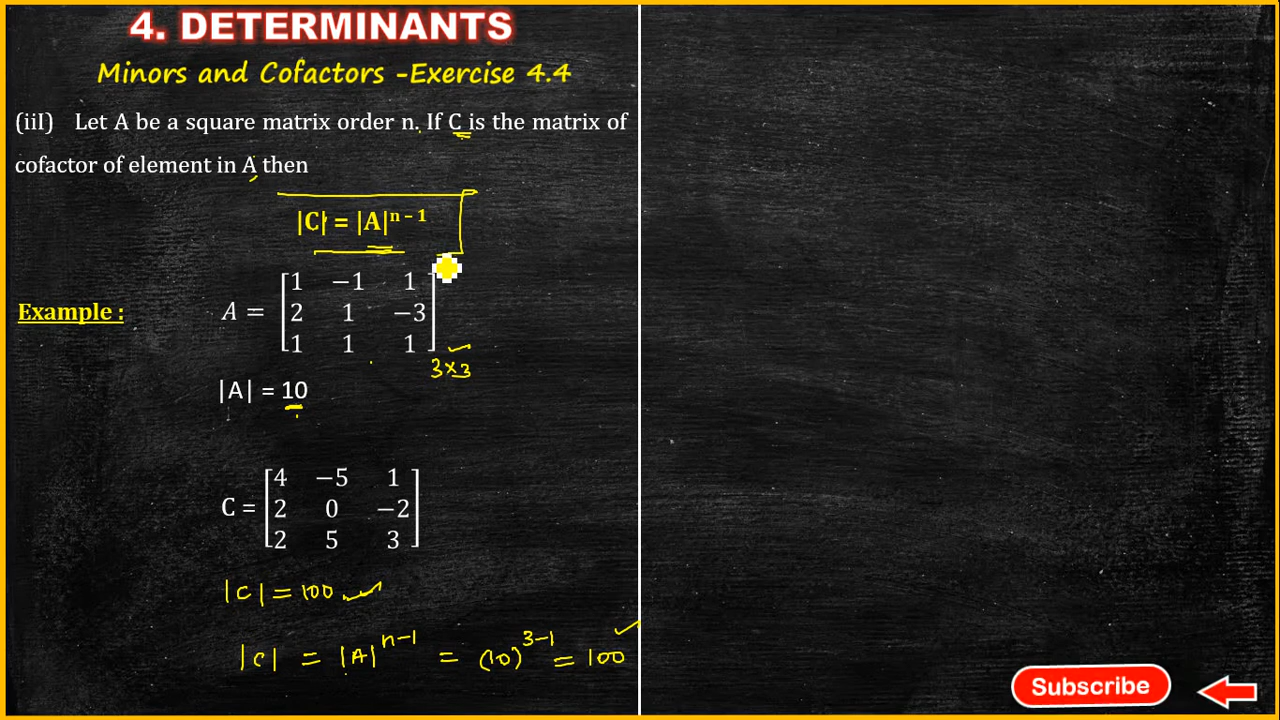 4. DETERMINANTS
Minors and Cofactors -Exercise 4.4
(iil) Let A be a square matrix order n. If C is the matrix of
cofactor of element in A then
|C| = |A|ⁿ⁻¹
Example :
A = [1 −1 1
2 1 −3
1 1 1]
3×3
|A| = 10
C = [4 −5 1
2 0 −2
2 5 3]
|C| = 100
|C| = |A|ⁿ⁻¹ = (10)³⁻¹ = 100
Subscribe